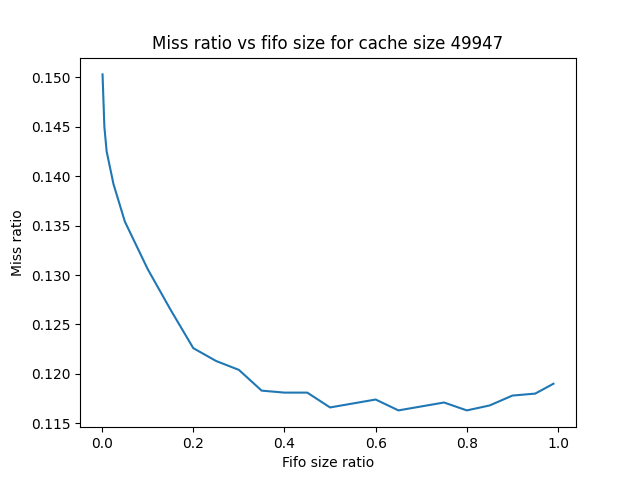 Miss ratio vs fifo size for cache size 49947
0.150
0.145
0.140
0.135
0.130
0.125
0.120
0.115
Miss ratio
0.0 0.2 0.4 0.6 0.8 1.0
Fifo size ratio